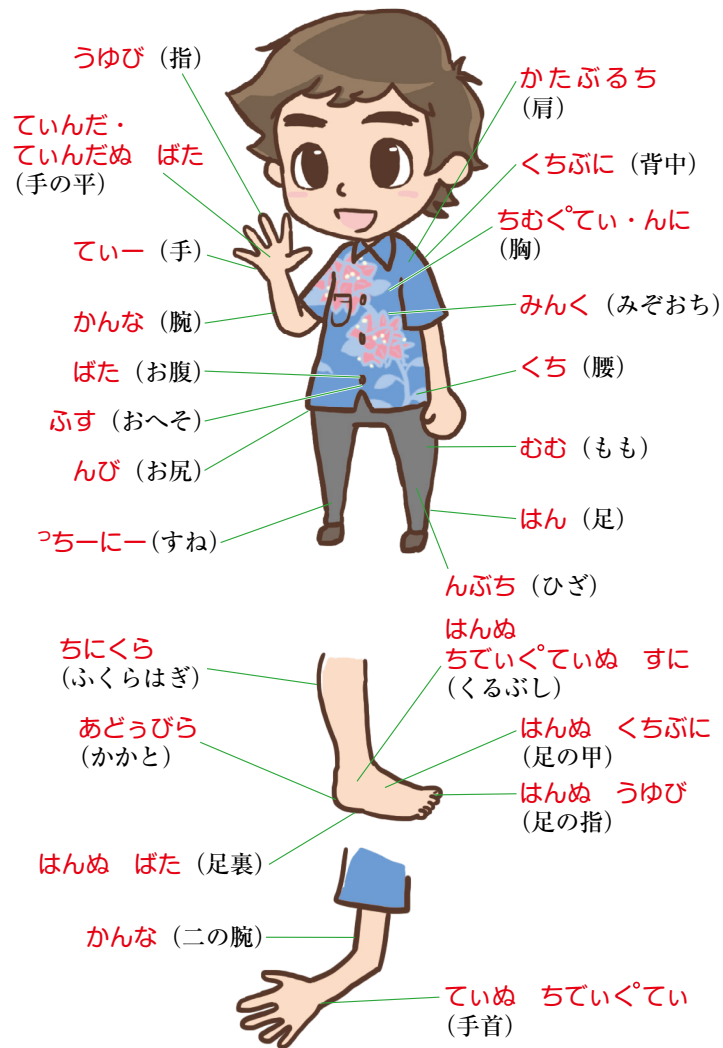 うゆび（指）
てぃんだ・
てぃんだぬ　ばた
（手の平）
てぃー（手）
かんな（腕）
ばた（お腹）
ふす（おへそ）
んび（お尻）
っちーにー（すね）
かたぶるち
（肩）
くちぶに（背中）
ちむく゚てぃ・んに
（胸）
みんく（みぞおち）
くち（腰）
むむ（もも）
はん（足）
んぶち（ひざ）
ちにくら
（ふくらはぎ）
あどぅびら
（かかと）
はんぬ　ばた（足裏）
はんぬ
ちでぃく゚てぃぬ　すに
（くるぶし）
はんぬ　くちぶに
（足の甲）
はんぬ　うゆび
（足の指）
かんな（二の腕）
てぃぬ　ちでぃく゚てぃ
（手首）